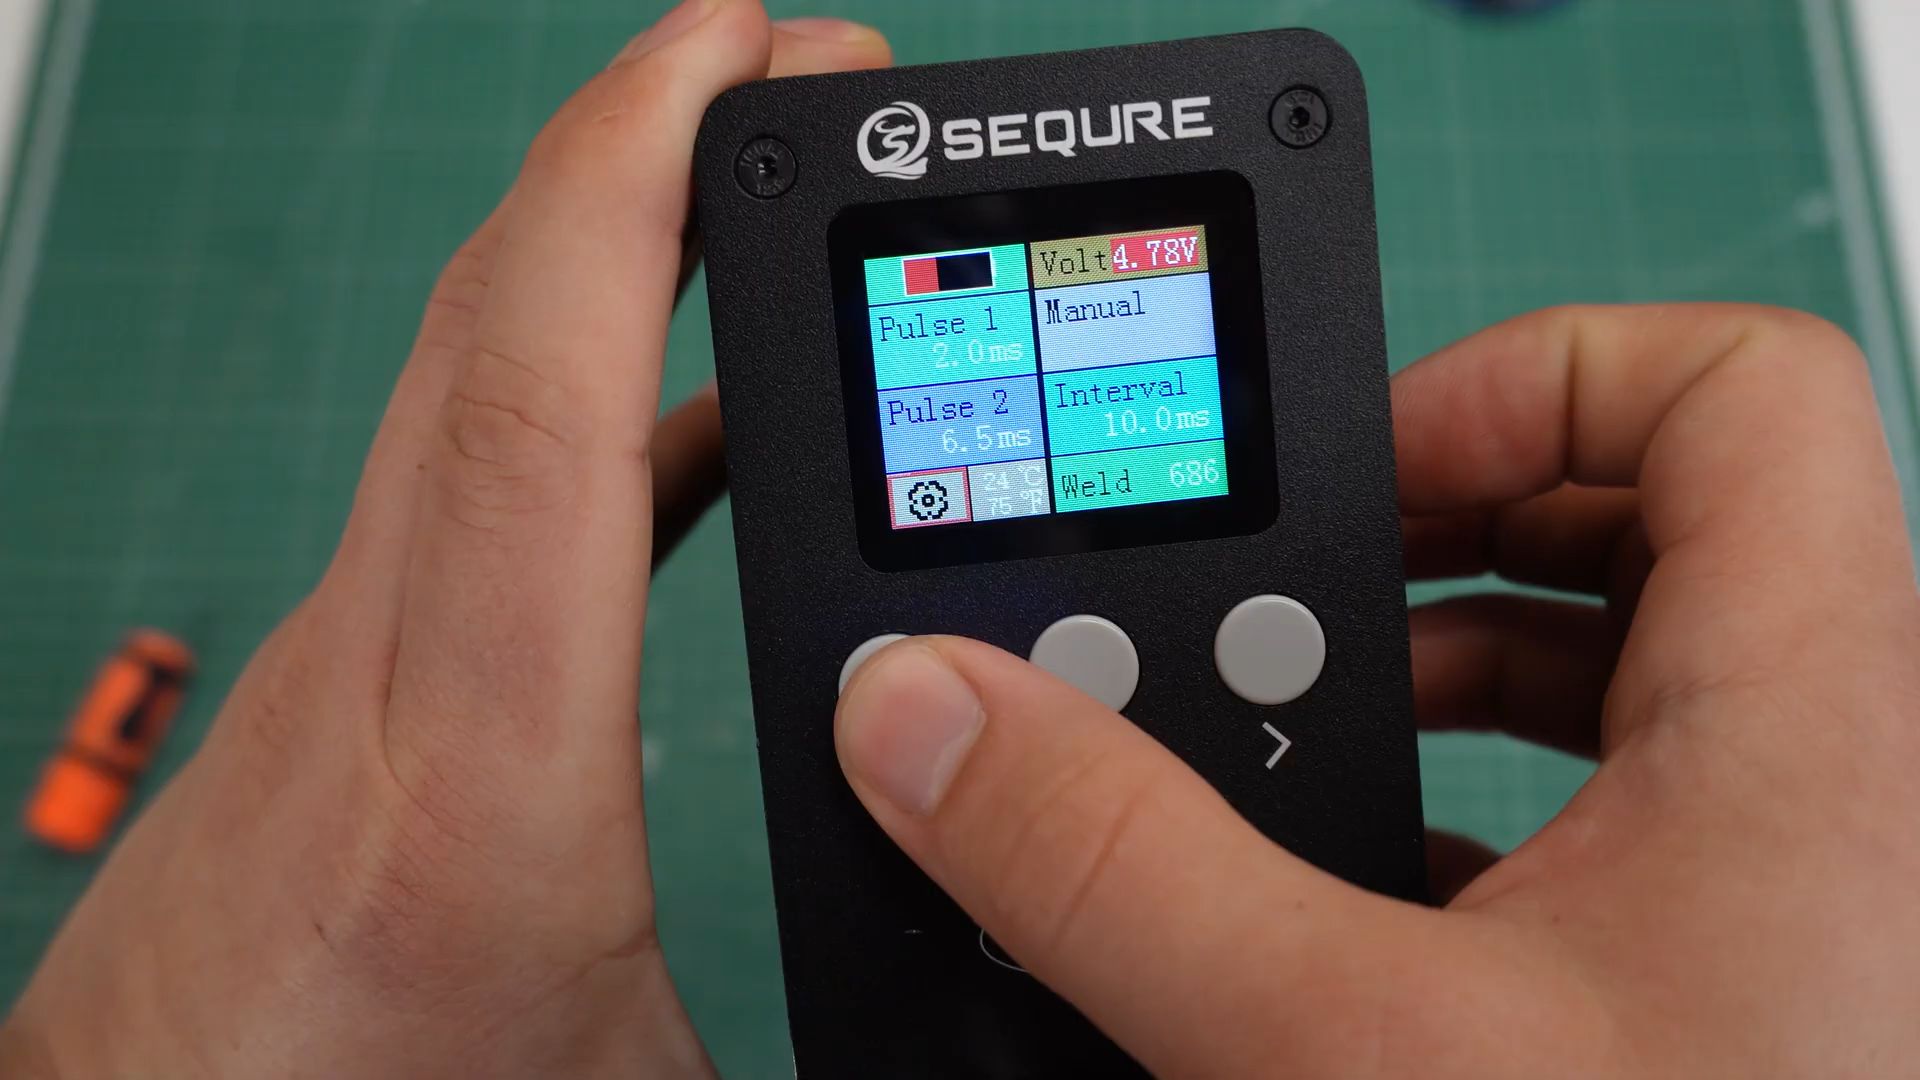 SEQURE
Volt 4.78V
Pulse 1
2.0ms
Manual
Pulse 2
6.5ms
Interval
10.0ms
24 °C
75 °F
Weld 686
>